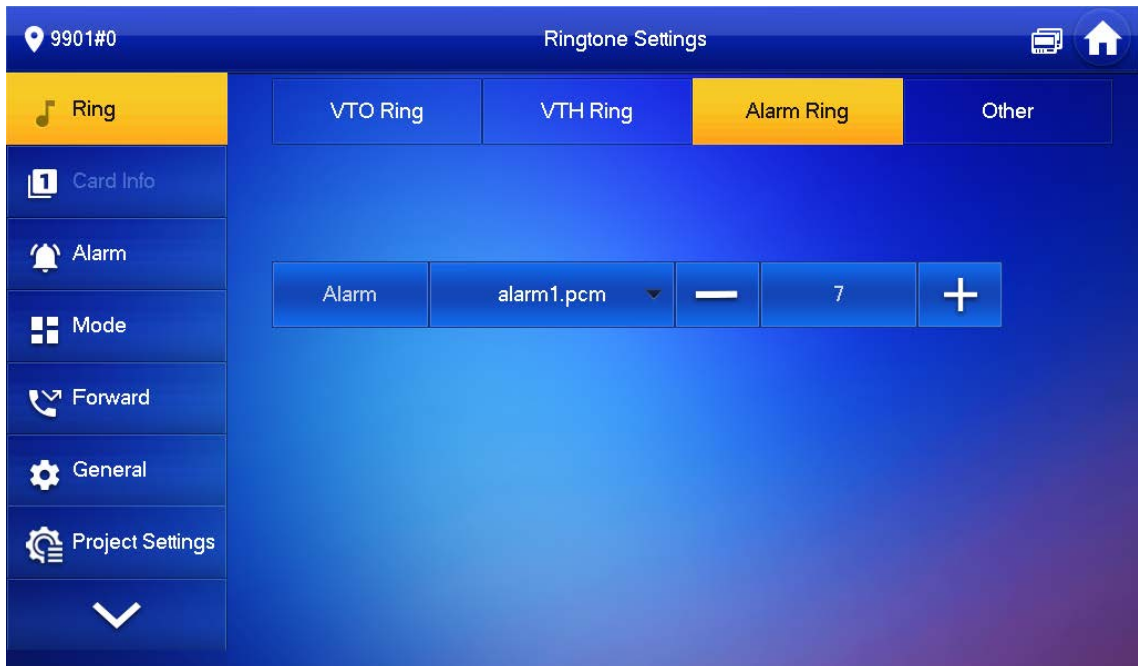 9901#0
Ringtone Settings
Ring
VTO Ring
VTH Ring
Alarm Ring
Other
1 Card Info
Alarm
Alarm
alarm1.pcm
7
Mode
Forward
General
Project Settings